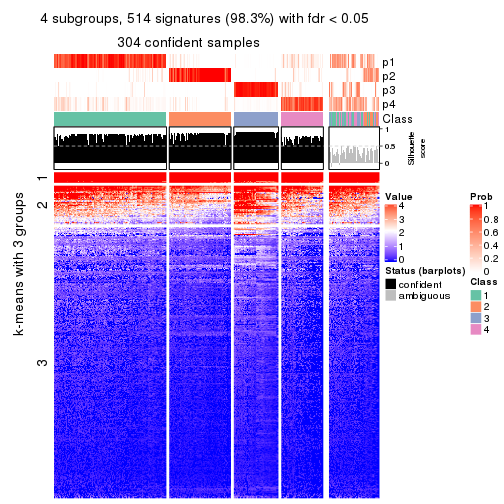 4 subgroups, 514 signatures (98.3%) with fdr < 0.05
304 confident samples
p1
p2
p3
p4
Class
1
0.5
0
Silhouette
score
k-means with 3 groups
1
2
3
Value
4
3
2
1
0
Status (barplots)
confident
ambiguous
Prob
1
0.8
0.6
0.4
0.2
0
Class
1
2
3
4